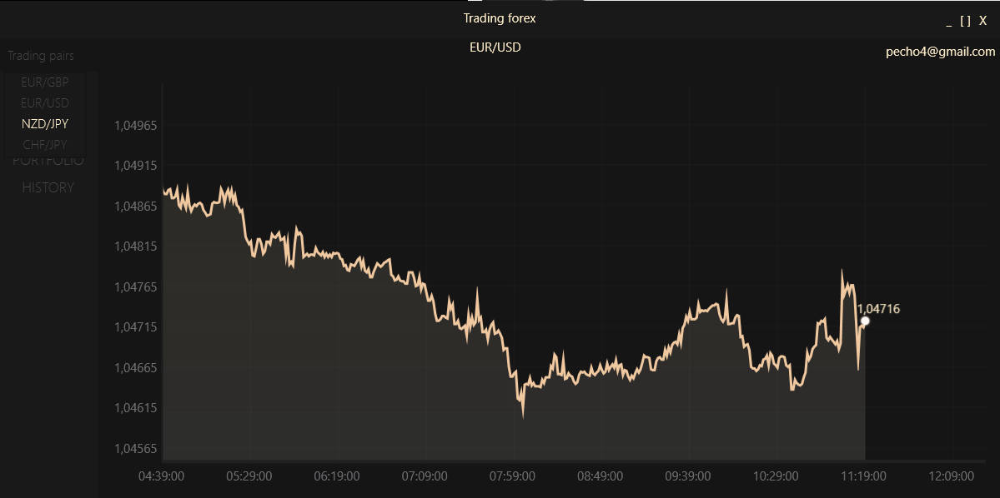 Trading forex
_ [ ] X
EUR/USD
pecho4@gmail.com
Trading pairs
EUR/GBP
EUR/USD
NZD/JPY
CHF/JPY
PORTFOLIO
HISTORY
1,04965
1,04915
1,04865
1,04815
1,04765
1,04715
1,04665
1,04615
1,04565
1,04716
04:39:00 05:29:00 06:19:00 07:09:00 07:59:00 08:49:00 09:39:00 10:29:00 11:19:00 12:09:00